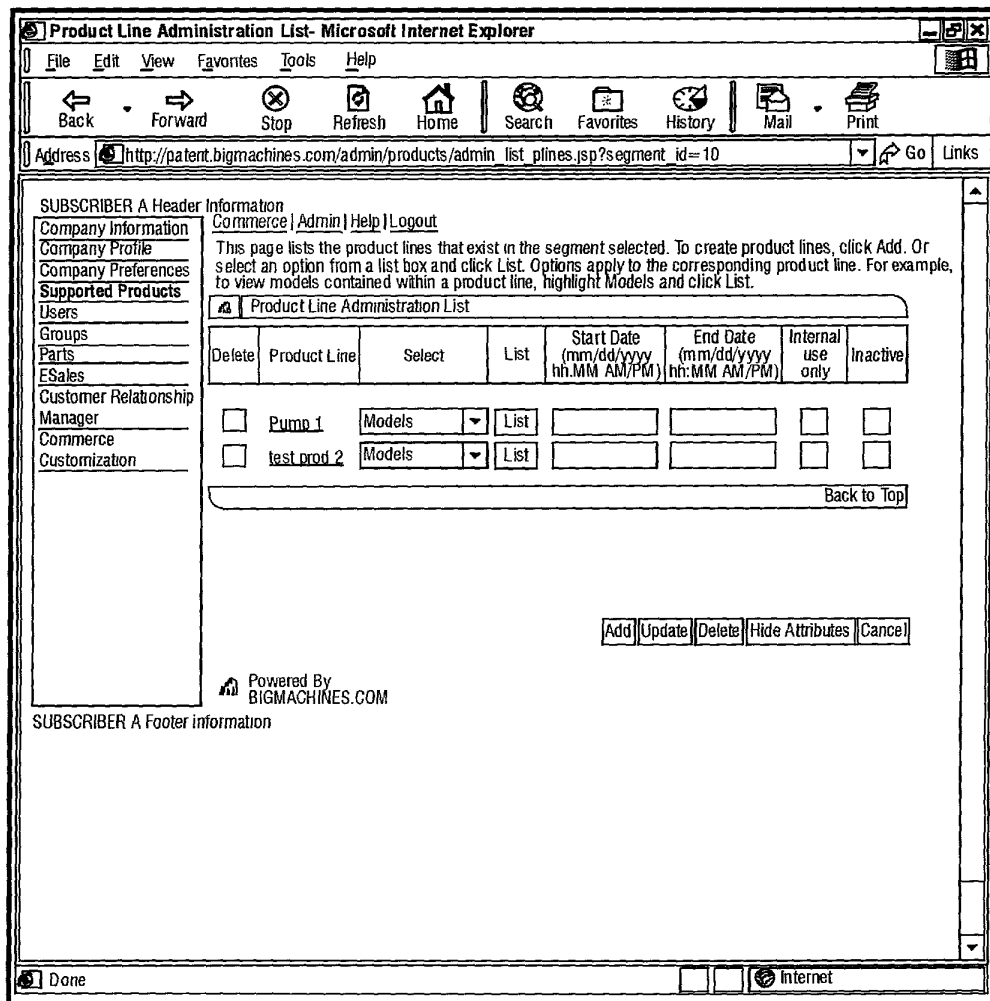 Product Line Administration List- Microsoft Internet Explorer
File Edit View Favorites Tools Help
Back Forward Stop Refresh Home Search Favorites History Mail Print
Address http://patent.bigmachines.com/admin/products/admin_list_plines.jsp?segment_id=10 Go Links
SUBSCRIBER A Header Information
Commerce | Admin | Help | Logout
Company Information
Company Profile
Company Preferences
Supported Products
Users
Groups
Parts
ESales
Customer Relationship
Manager
Commerce
Customization
This page lists the product lines that exist in the segment selected. To create product lines, click Add. Or
select an option from a list box and click List. Options apply to the corresponding product line. For example,
to view models contained within a product line, highlight Models and click List.
Product Line Administration List
Delete Product Line Select List Start Date (mm/dd/yyyy hh.MM AM/PM) End Date (mm/dd/yyyy hh:MM AM/PM) Internal use only Inactive
Pump 1 Models List
test prod 2 Models List
Back to Top
Add Update Delete Hide Attributes Cancel
Powered By
BIGMACHINES.COM
SUBSCRIBER A Footer information
Done Internet